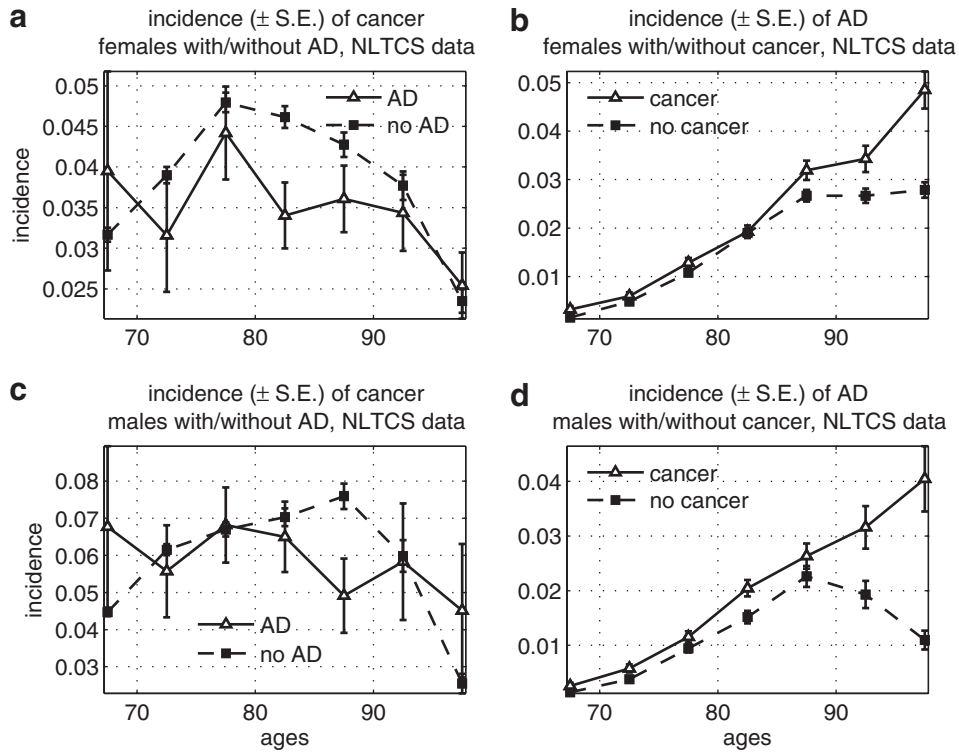 a
incidence (± S.E.) of cancer
females with/without AD, NLTCS data
0.05
0.045
0.04
0.035
0.03
0.025
incidence
AD
no AD
70
80
90
b
incidence (± S.E.) of AD
females with/without cancer, NLTCS data
0.05
0.04
0.03
0.02
0.01
cancer
no cancer
70
80
90
c
incidence (± S.E.) of cancer
males with/without AD, NLTCS data
0.08
0.07
0.06
0.05
0.04
0.03
incidence
AD
no AD
70
80
90
ages
d
incidence (± S.E.) of AD
males with/without cancer, NLTCS data
0.04
0.03
0.02
0.01
cancer
no cancer
70
80
90
ages